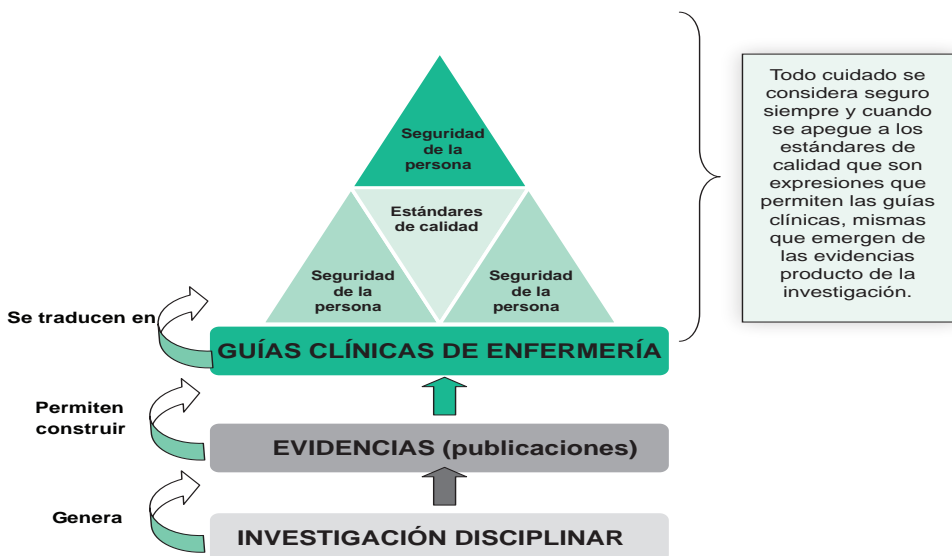 Seguridad
de la
persona
Estándares
de calidad
Seguridad
de la
persona
Seguridad
de la
persona
Se traducen en
GUÍAS CLÍNICAS DE ENFERMERÍA
Permiten
construir
EVIDENCIAS (publicaciones)
Genera
INVESTIGACIÓN DISCIPLINAR
Todo cuidado se
considera seguro
siempre y cuando
se apegue a los
estándares de
calidad que son
expresiones que
permiten las guías
clínicas, mismas
que emergen de
las evidencias
producto de la
investigación.